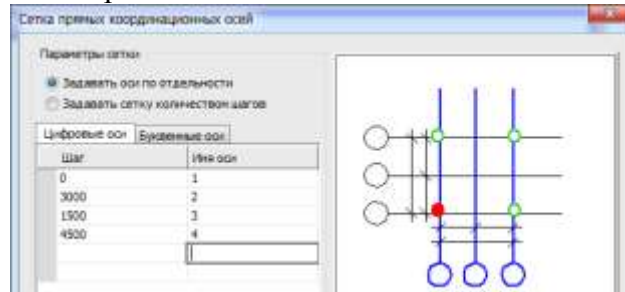 Сетка прямых координационных осей
Параметры сетки
Задавать оси по отдельности
Задавать сетку количеством шагов
Цифровые оси Буквенные оси
Шаг Имя оси
0 1
3000 2
1500 3
4500 4